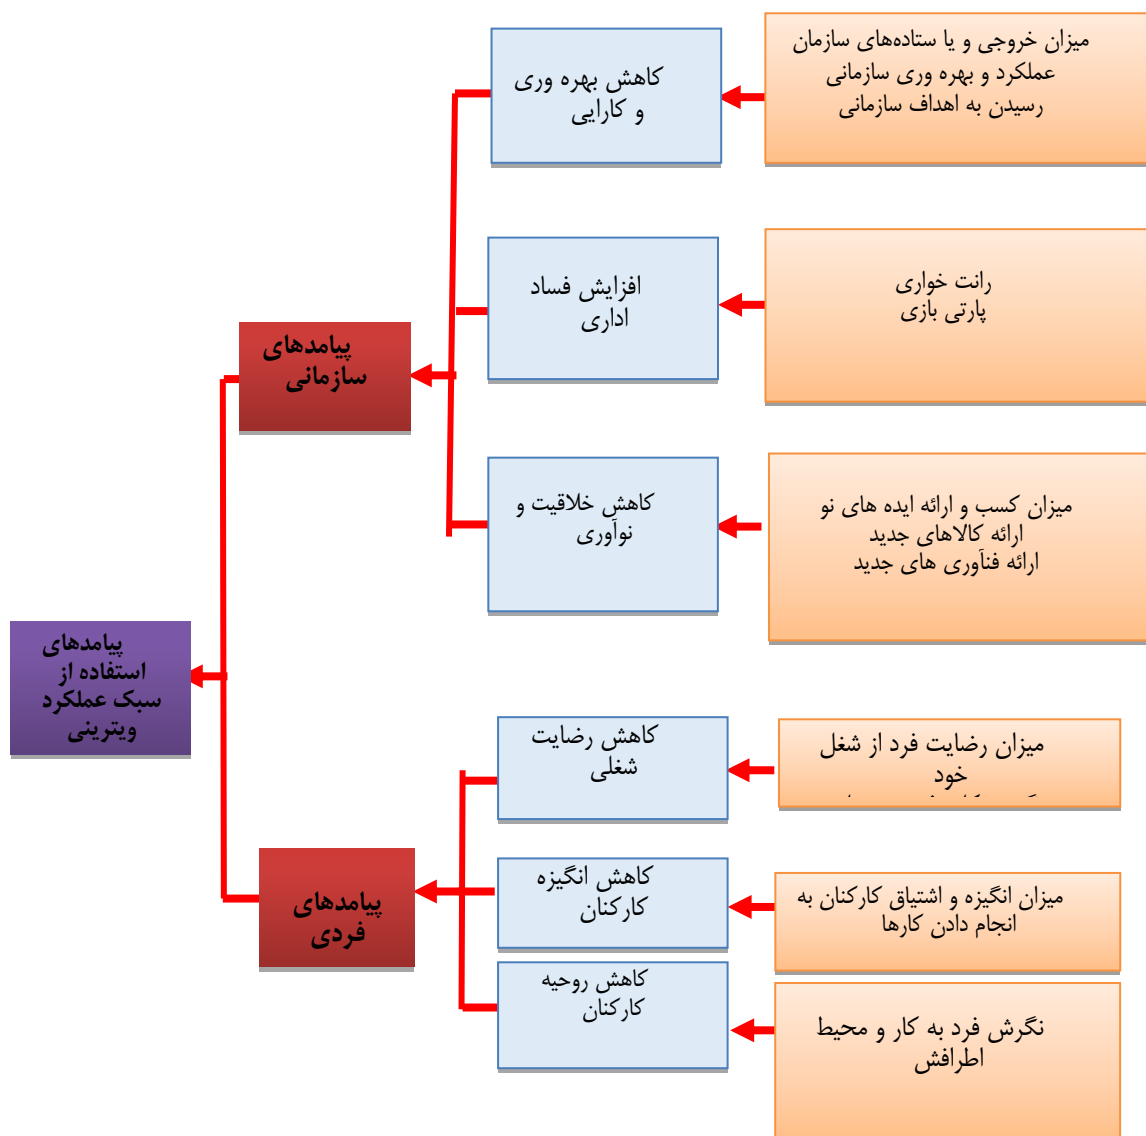 میزان خروجی و یا ستاده‌های سازمان
عملکرد و بهره وری سازمانی
رسیدن به اهداف سازمانی
کاهش بهره وری
و کارایی
رانت خواری
پارتی بازی
افزایش فساد
اداری
پیامدهای
سازمانی
میزان کسب و ارائه ایده های نو
ارائه کالاهای جدید
ارائه فنآوری های جدید
کاهش خلاقیت و
نوآوری
پیامدهای
استفاده از
سبک عملکرد
ویترینی
میزان رضایت فرد از شغل
خود
کاهش رضایت
شغلی
میزان انگیزه و اشتیاق کارکنان به
انجام دادن کارها
کاهش انگیزه
کارکنان
پیامدهای
فردی
نگرش فرد به کار و محیط
اطرافش
کاهش روحیه
کارکنان